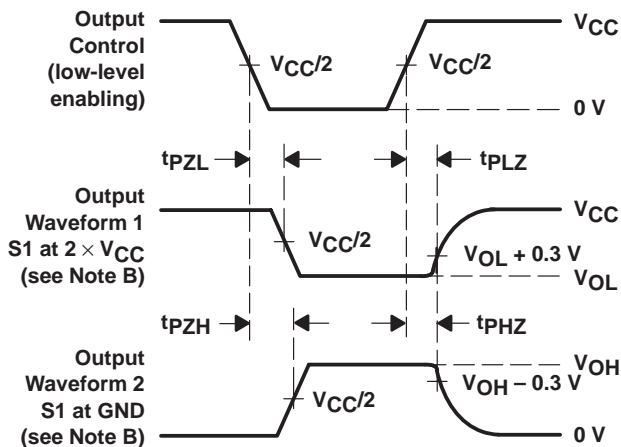 Output
Control
(low-level
enabling)
VCC
VCC/2
VCC/2
0 V
tPZL
tPLZ
Output
Waveform 1
S1 at 2 × VCC
(see Note B)
VCC
VCC/2
VOL + 0.3 V
VOL
tPZH
tPHZ
Output
Waveform 2
S1 at GND
(see Note B)
VOH
VCC/2
VOH – 0.3 V
0 V